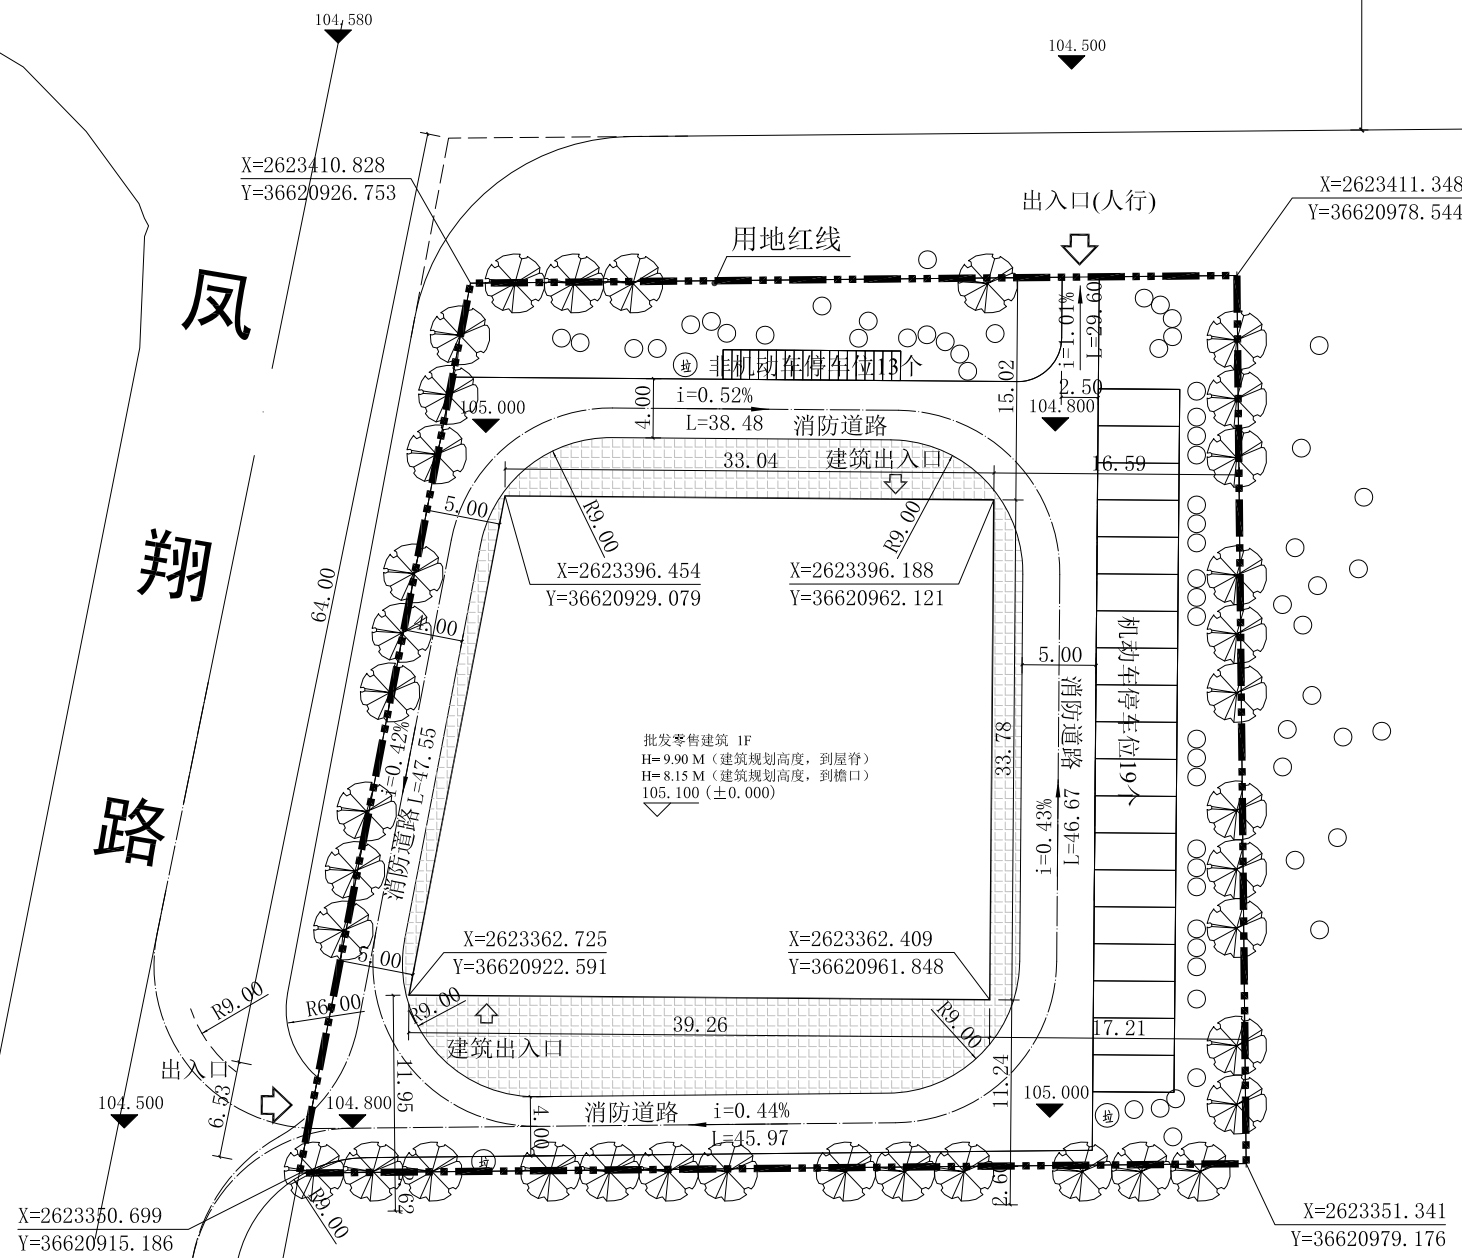 104.580
104.500
X=2623410.828
Y=36620926.753
X=2623411.348
Y=36620978.544
出入口(人行)
用地红线
凤翔路
i=1.01%
L=29.60
垃
非机动车停车位13个
15.02
2.50
4.00
i=0.52%
L=38.48
消防道路
105.000
104.800
33.04
建筑出入口
16.59
5.00
R9.00
R9.00
X=2623396.454
Y=36620929.079
X=2623396.188
Y=36620962.121
64.00
4.00
5.00
机动车停车位19个
消防道路
i=0.42%
L=47.55
消防道路
33.78
批发零售建筑 1F
H= 9.90 M（建筑规划高度，到屋脊）
H= 8.15 M（建筑规划高度，到檐口）
105.100 (±0.000)
i=0.43%
L=46.67
X=2623362.725
Y=36620922.591
X=2623362.409
Y=36620961.848
5.00
R9.00
R6.00
R9.00
R9.00
39.26
17.21
建筑出入口
出入口
11.95
11.24
6.53
104.500
104.800
105.000
消防道路
i=0.44%
L=45.97
4.00
垃
垃
R9.00
X=2623350.699
Y=36620915.186
X=2623351.341
Y=36620979.176